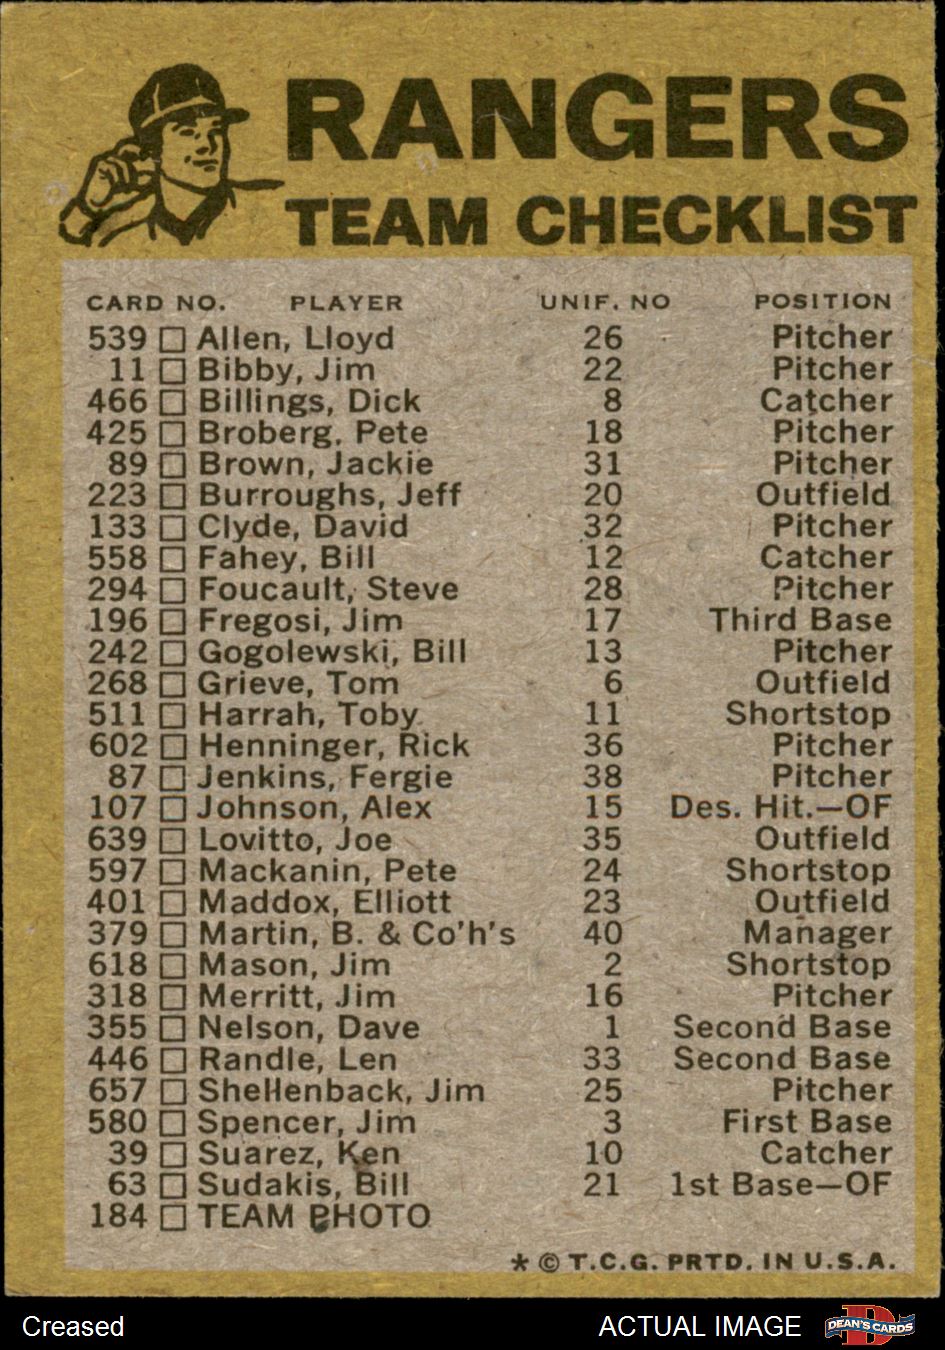 RANGERS
TEAM CHECKLIST
CARD NO. PLAYER UNIF. NO POSITION
539 Allen, Lloyd 26 Pitcher
11 Bibby, Jim 22 Pitcher
466 Billings, Dick 8 Catcher
425 Broberg, Pete 18 Pitcher
89 Brown, Jackie 31 Pitcher
223 Burroughs, Jeff 20 Outfield
133 Clyde, David 32 Pitcher
558 Fahey, Bill 12 Catcher
294 Foucault, Steve 28 Pitcher
196 Fregosi, Jim 17 Third Base
242 Gogolewski, Bill 13 Pitcher
268 Grieve, Tom 6 Outfield
511 Harrah, Toby 11 Shortstop
602 Henninger, Rick 36 Pitcher
87 Jenkins, Fergie 38 Pitcher
107 Johnson, Alex 15 Des. Hit.—OF
639 Lovitto, Joe 35 Outfield
597 Mackanin, Pete 24 Shortstop
401 Maddox, Elliott 23 Outfield
379 Martin, B. & Co'h's 40 Manager
618 Mason, Jim 2 Shortstop
318 Merritt, Jim 16 Pitcher
355 Nelson, Dave 1 Second Base
446 Randle, Len 33 Second Base
657 Shellenback, Jim 25 Pitcher
580 Spencer, Jim 3 First Base
39 Suarez, Ken 10 Catcher
63 Sudakis, Bill 21 1st Base—OF
184 TEAM PHOTO
* © T.C.G. PRTD. IN U.S.A.
Creased ACTUAL IMAGE DEAN'S CARDS